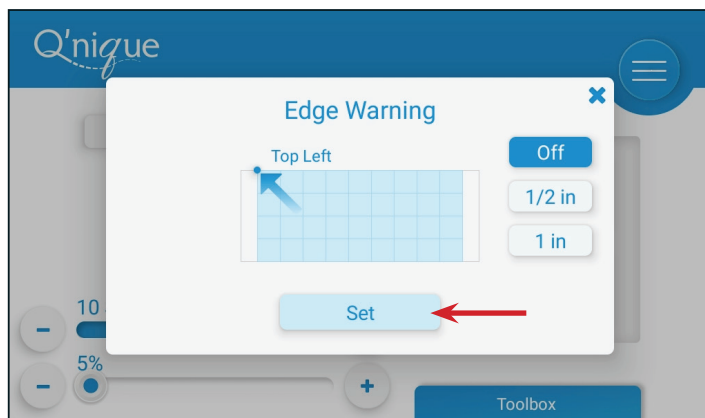 Q'nique
Edge Warning
Top Left
Off
1/2 in
1 in
Set
10
5%
Toolbox